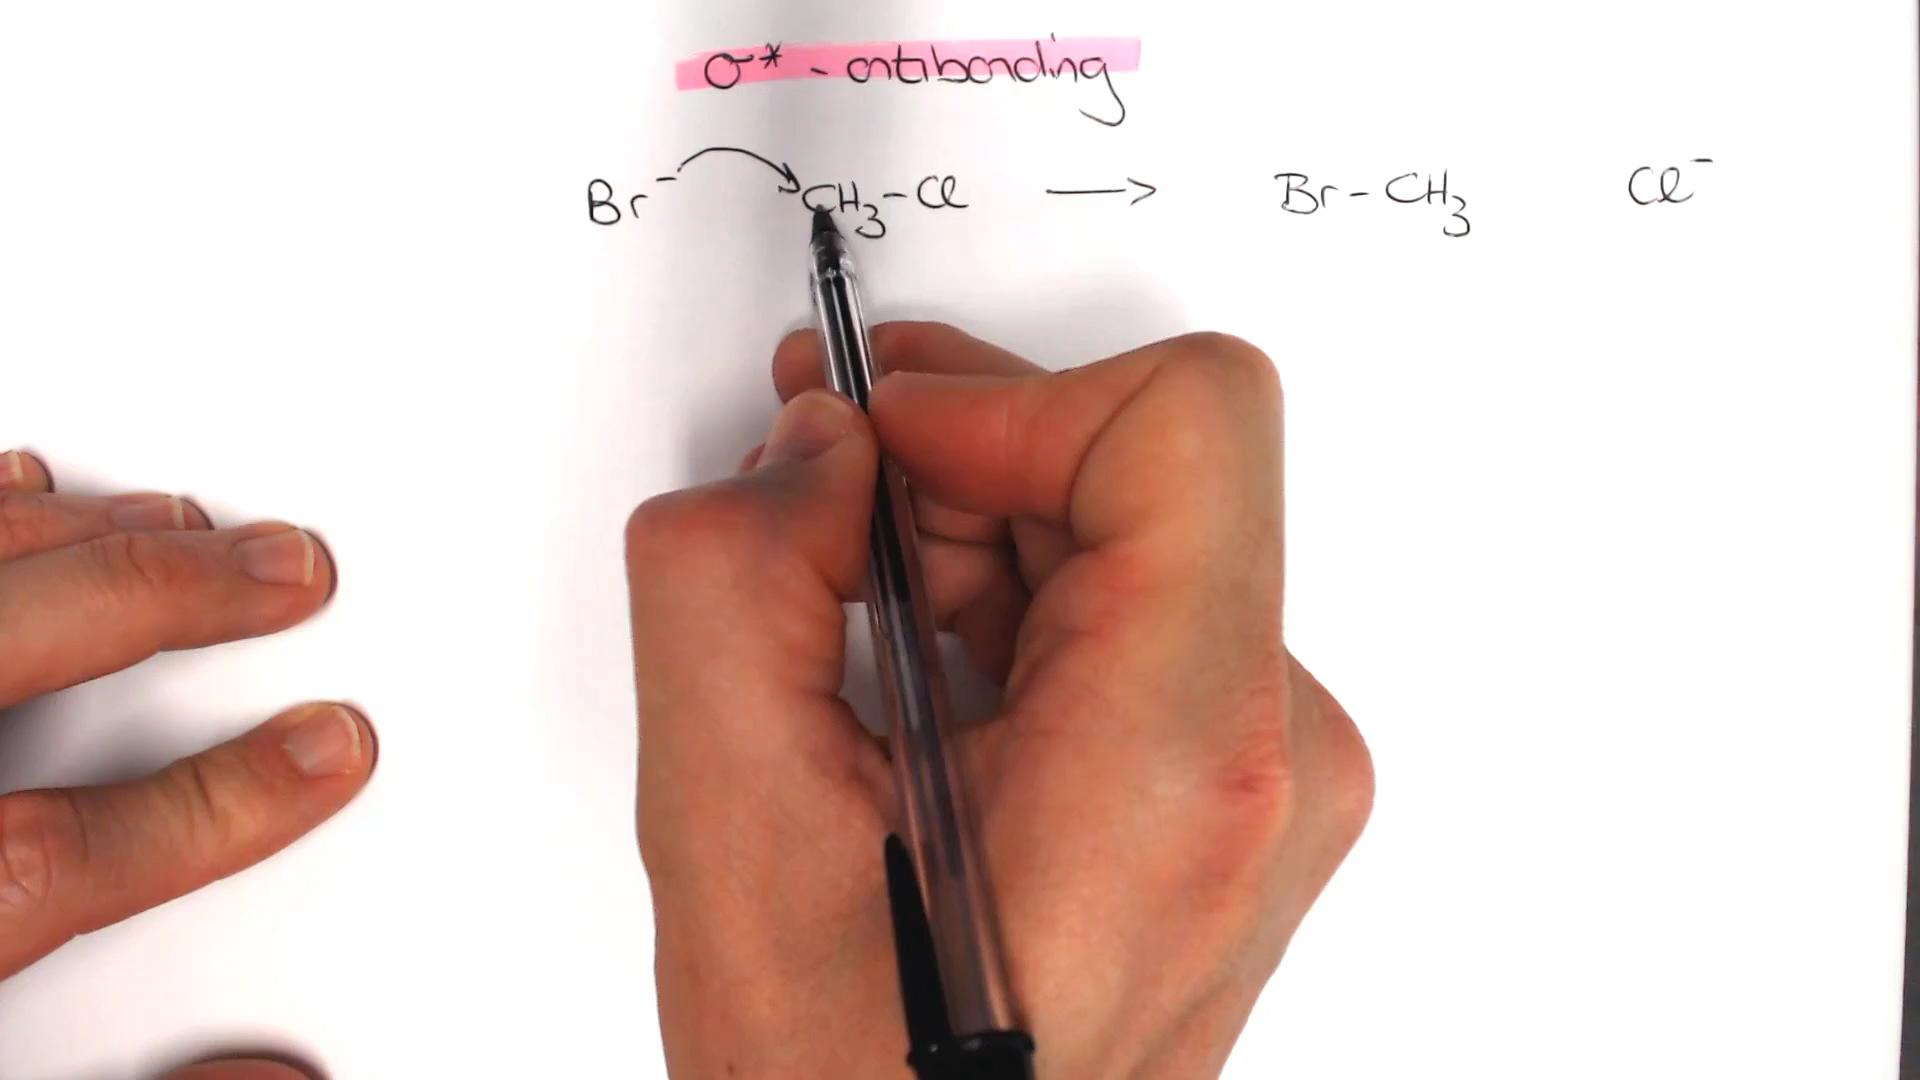 σ* - antibonding
Br⁻ CH₃-Cl → Br-CH₃ Cl⁻